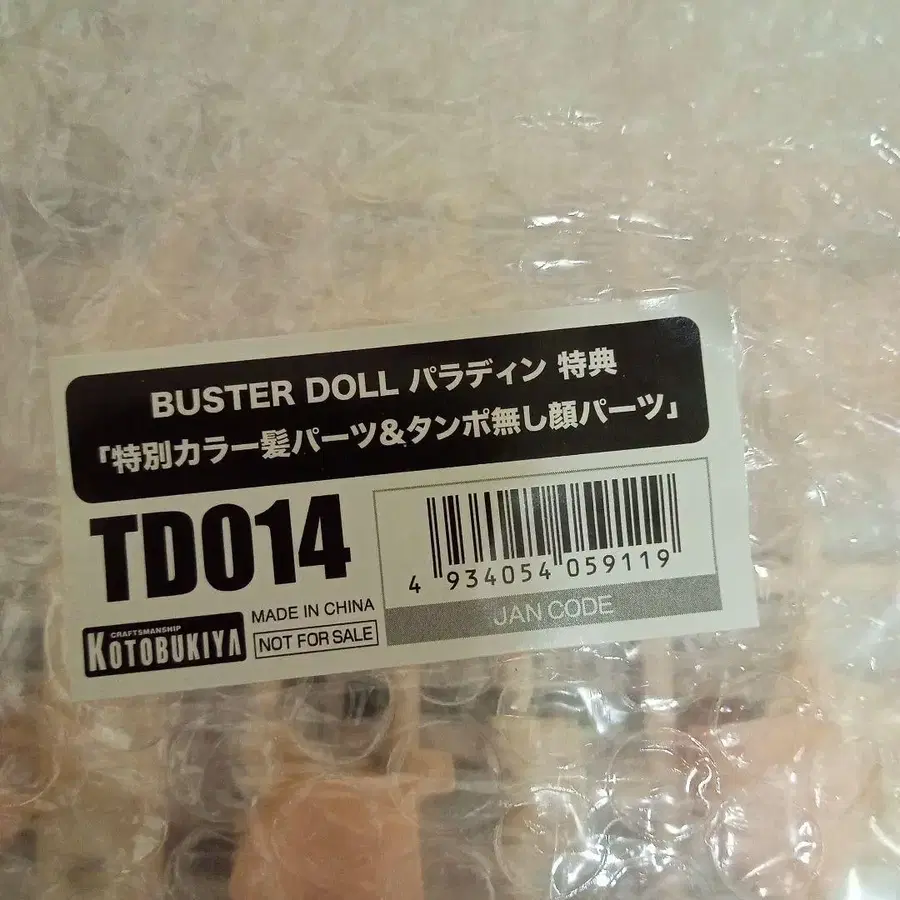 BUSTER DOLL パラディン 特典
「特別カラー髪パーツ&タンポ無し顔パーツ」
TD014
4 934054 059119
JAN CODE
MADE IN CHINA
NOT FOR SALE
CRAFTSMANSHIP
KOTOBUKIYA